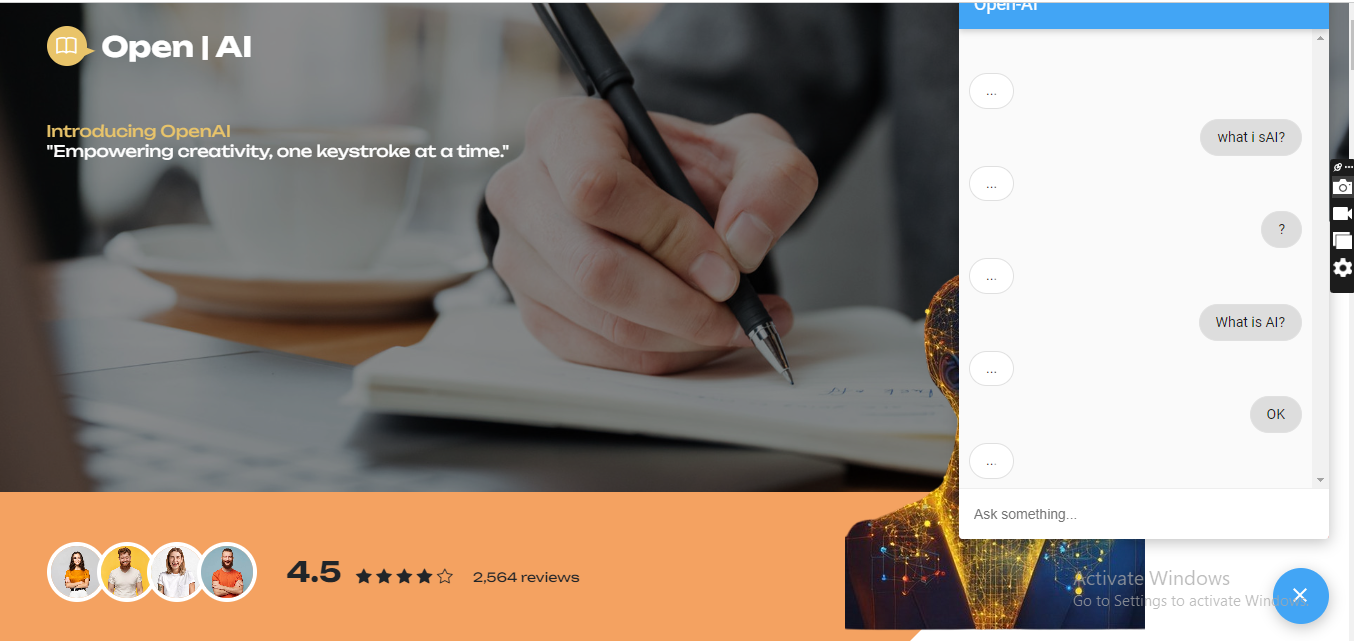 Open | AI
Introducing OpenAI
"Empowering creativity, one keystroke at a time."
4.5
2,564 reviews
Open-AI
...
what i sAI?
...
?
...
What is AI?
...
OK
...
Ask something...
Activate Windows
Go to Settings to activate Windows.